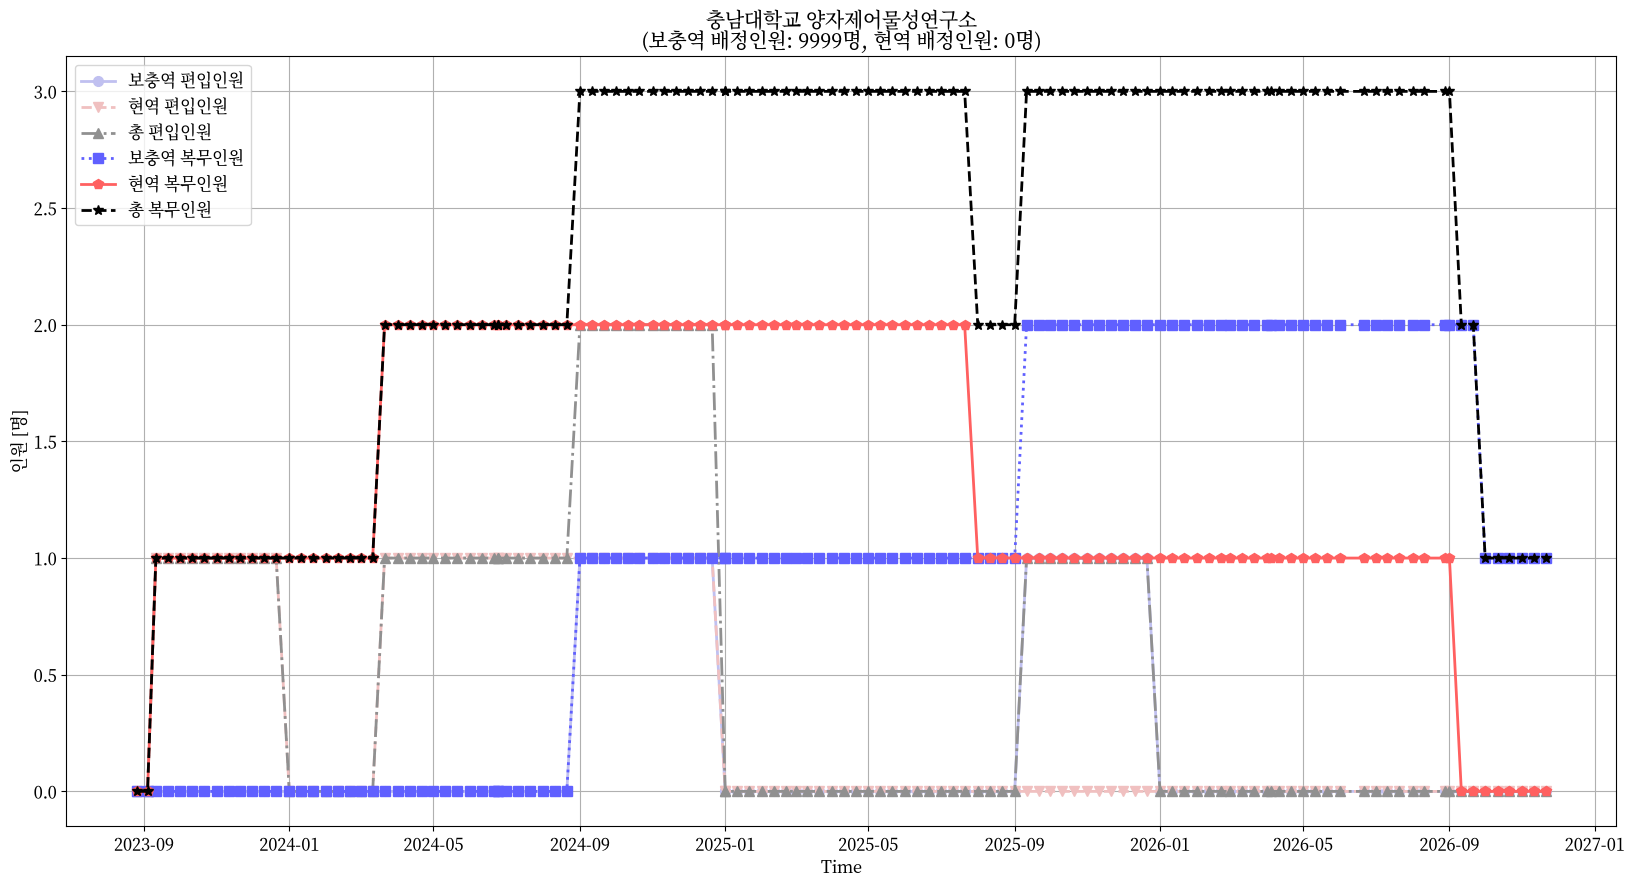 충남대학교 양자제어물성연구소
(보충역 배정인원: 9999명, 현역 배정인원: 0명)
보충역 편입인원
현역 편입인원
총 편입인원
보충역 복무인원
현역 복무인원
총 복무인원
인원 [명]
3.0
2.5
2.0
1.5
1.0
0.5
0.0
2023-09
2024-01
2024-05
2024-09
2025-01
2025-05
2025-09
2026-01
2026-05
2026-09
2027-01
Time